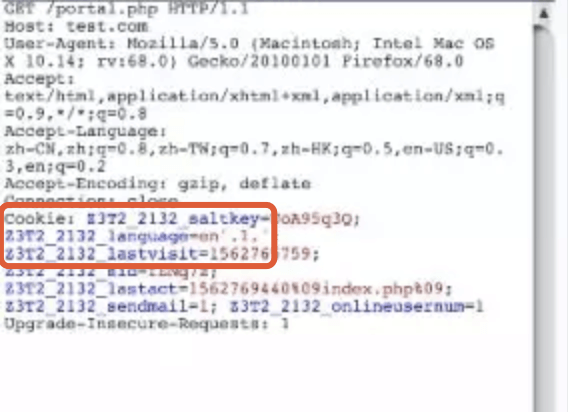 GET /portal.php HTTP/1.1
Host: test.com
User-Agent: Mozilla/5.0 (Macintosh; Intel Mac OS
X 10.14; rv:68.0) Gecko/20100101 Firefox/68.0
Accept:
text/html,application/xhtml+xml,application/xml;q
=0.9,*/*;q=0.8
Accept-Language:
zh-CN,zh;q=0.8,zh-TW;q=0.7,zh-HK;q=0.5,en-US;q=0.
3,en;q=0.2
Accept-Encoding: gzip, deflate
Connection: close
Cookie: Z3T2_2132_saltkey=
Z3T2_2132_language=en'.1.'
Z3T2_2132_lastvisit=1562765759;
Z3T2_2132_lastact=1562769440%09index.php%09;
Z3T2_2132_sendmail=1; Z3T2_2132_onlineusernum=1
Upgrade-Insecure-Requests: 1